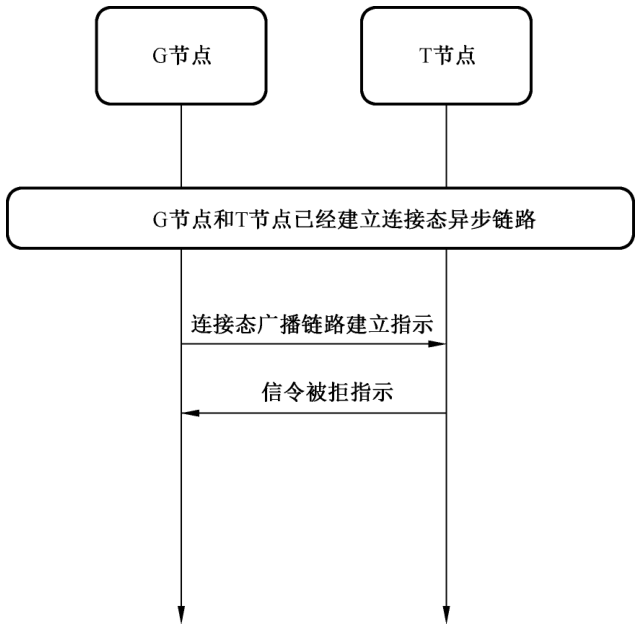 G节点
T节点
G节点和T节点已经建立连接态异步链路
连接态广播链路建立指示
信令被拒指示